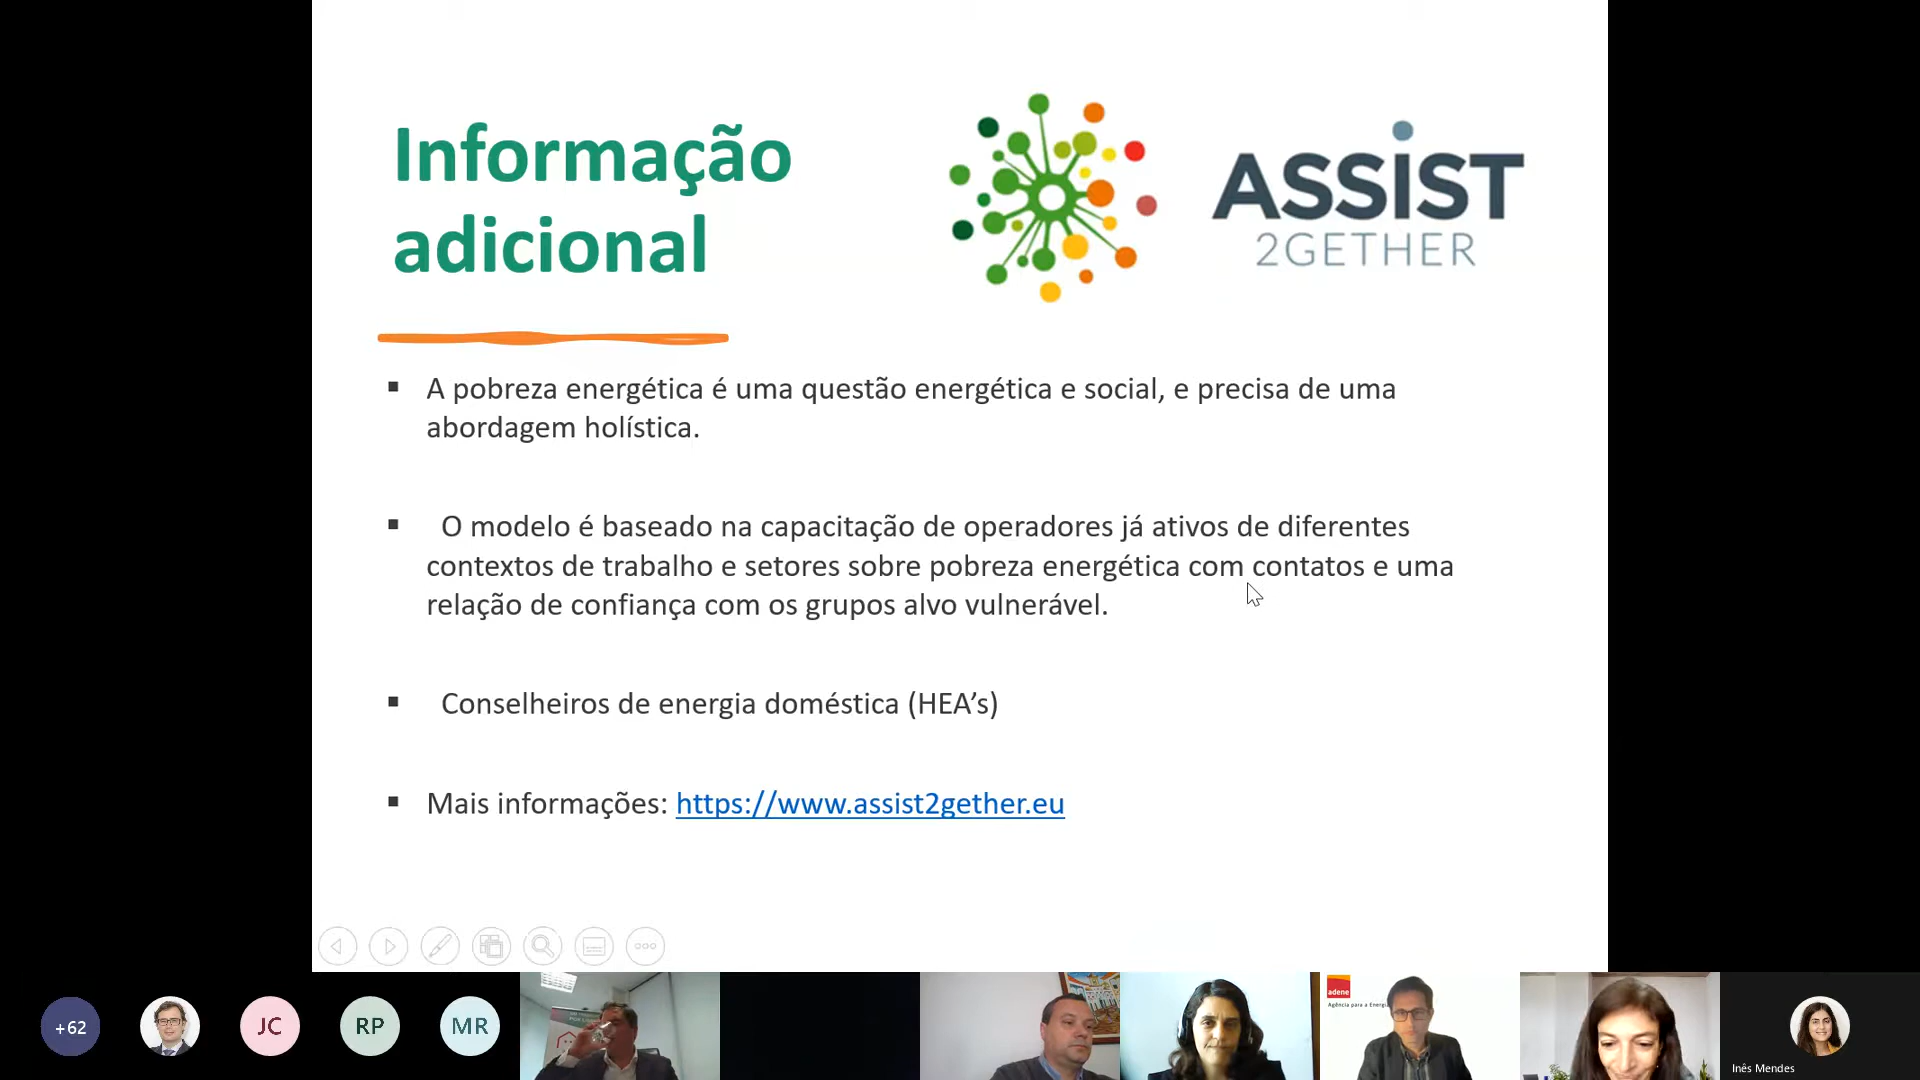 Informação
adicional
ASSIST
2GETHER
▪ A pobreza energética é uma questão energética e social, e precisa de uma
abordagem holística.
▪ O modelo é baseado na capacitação de operadores já ativos de diferentes
contextos de trabalho e setores sobre pobreza energética com contatos e uma
relação de confiança com os grupos alvo vulnerável.
▪ Conselheiros de energia doméstica (HEA’s)
▪ Mais informações: https://www.assist2gether.eu
+62
JC
RP
MR
adene
Agência para a Energia
Inês Mendes